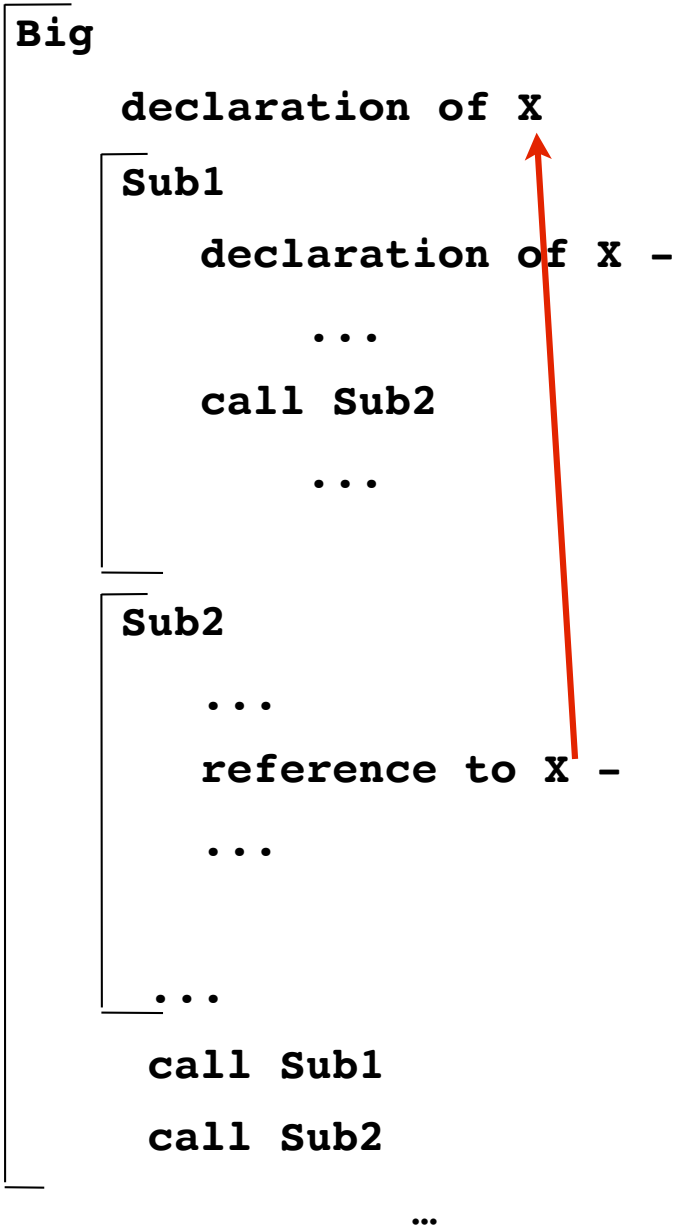 Big
declaration of X
Sub1
declaration of X -
...
call Sub2
...
Sub2
...
reference to X -
...
...
call Sub1
call Sub2
…